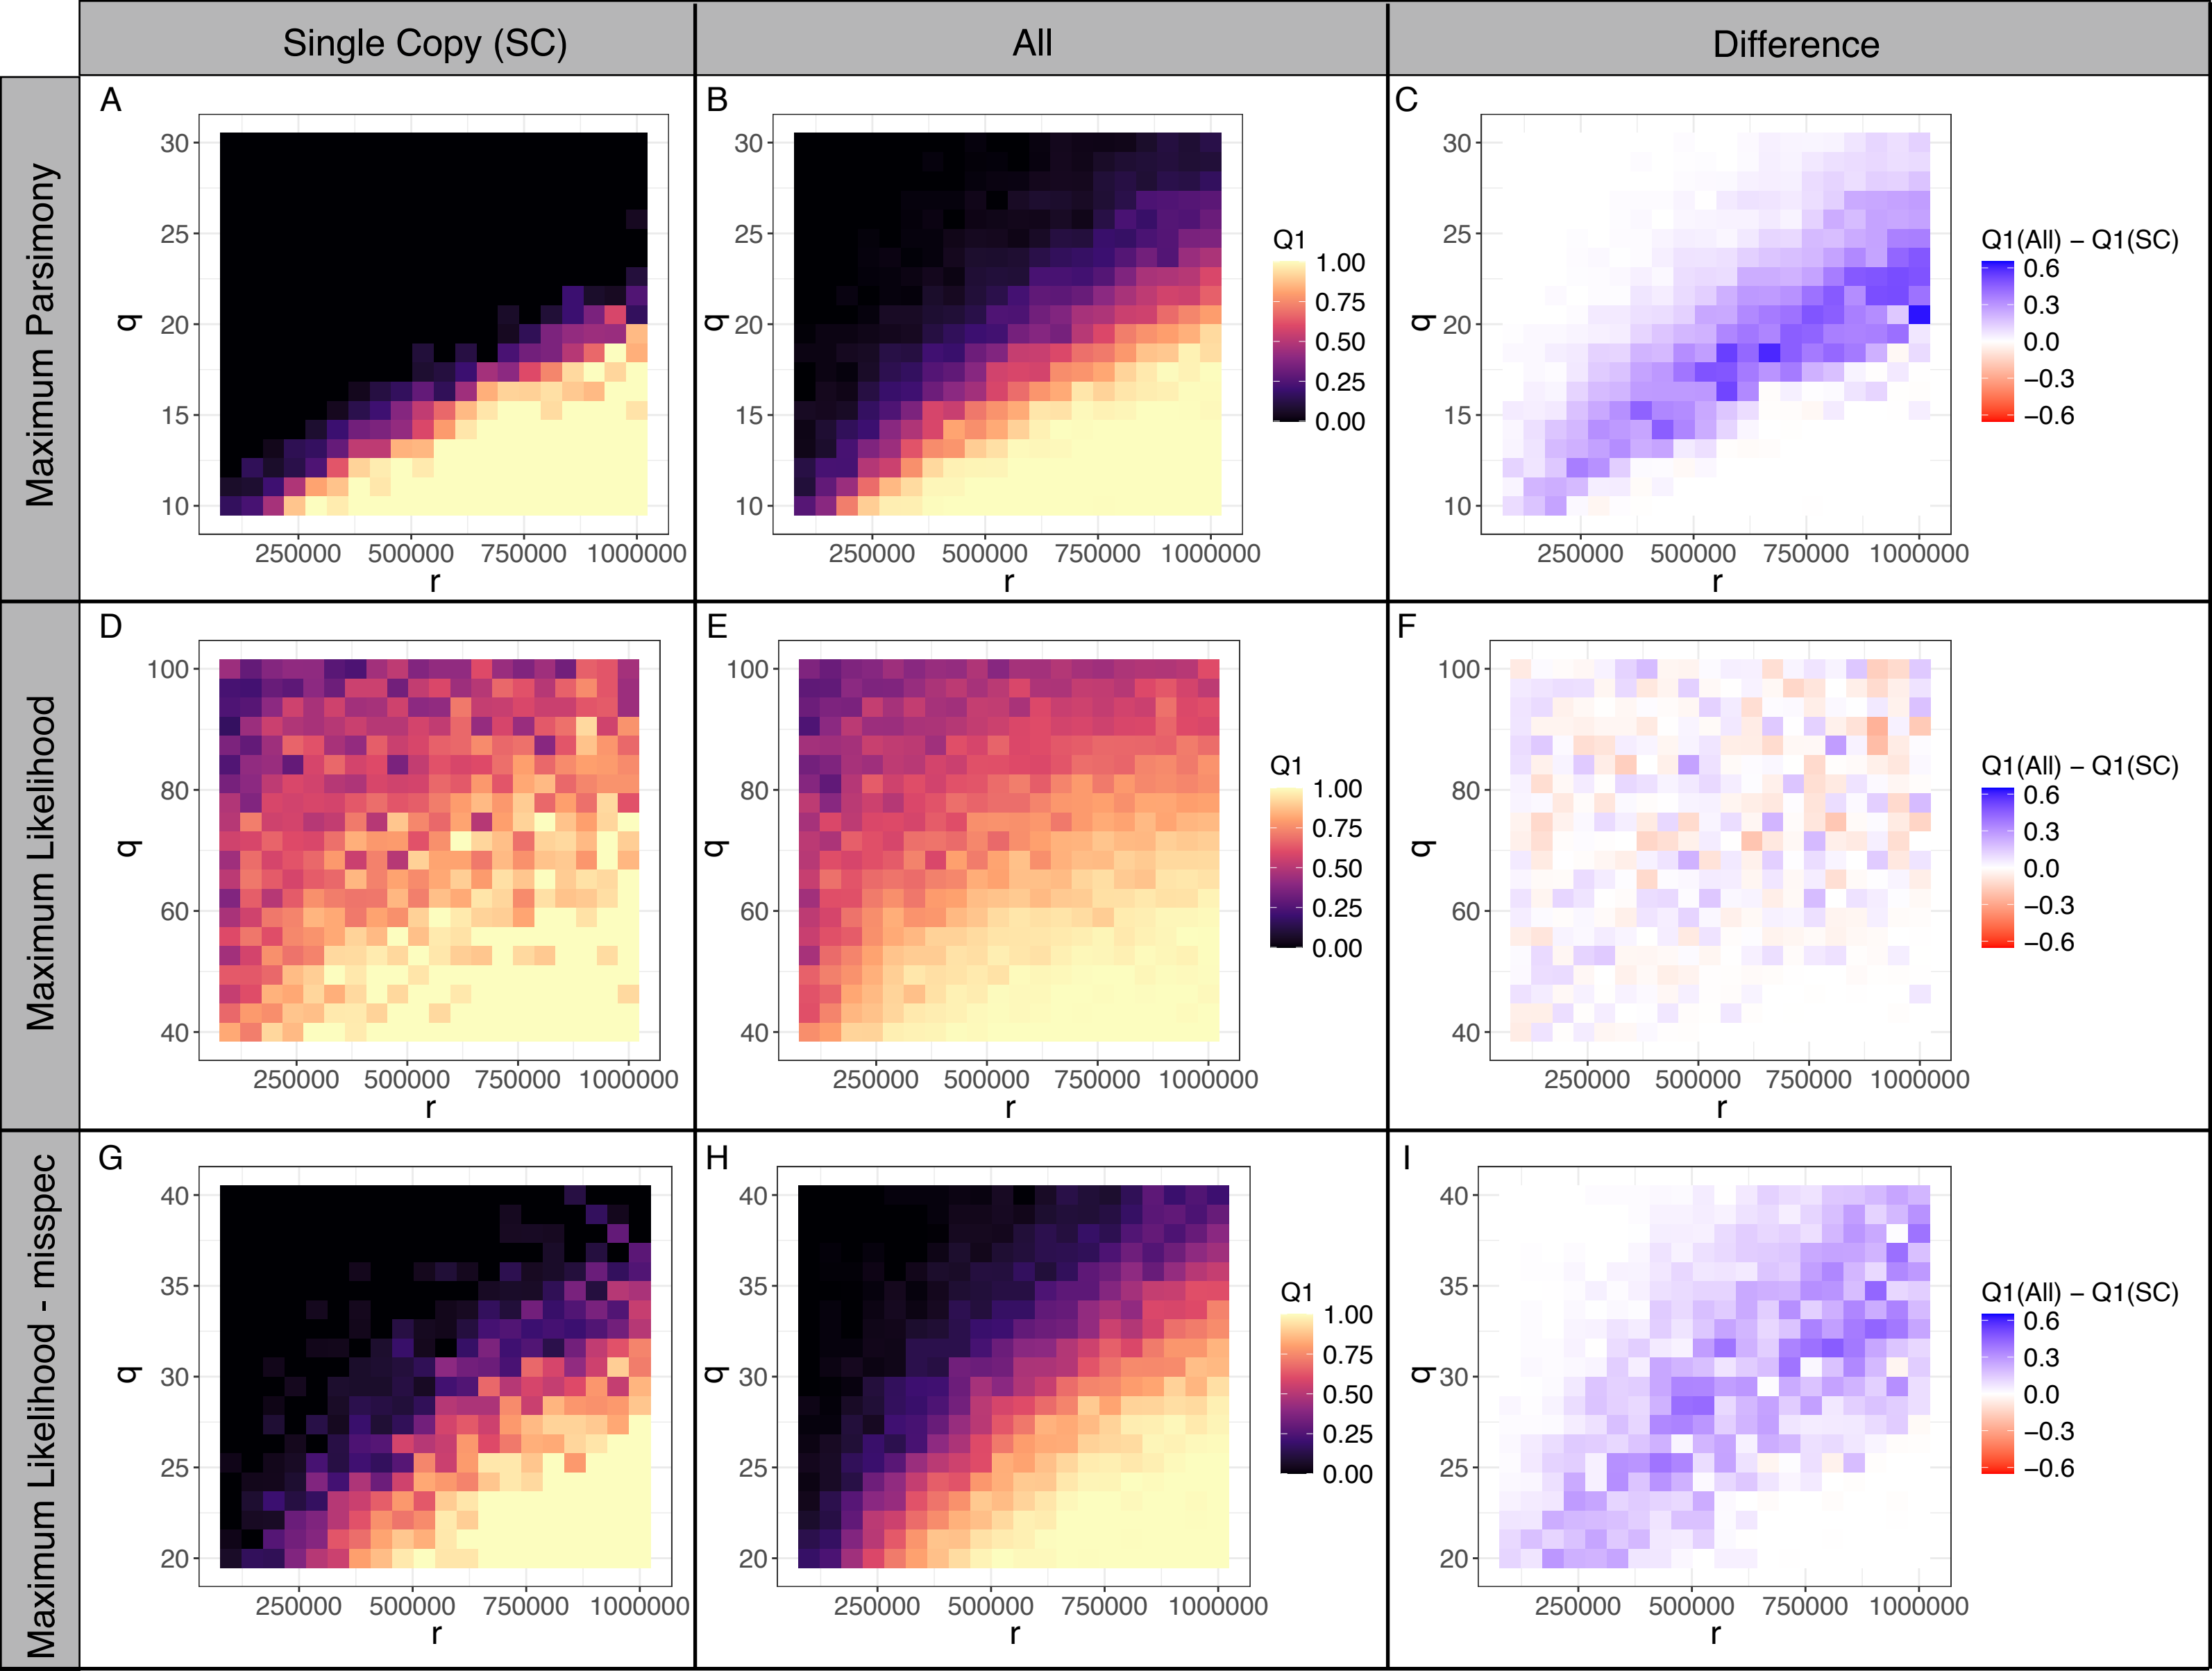 Single Copy (SC)
All
Difference
Maximum Parsimony
A
30
25
20
15
10
q
250000
500000
750000
1000000
r
B
30
25
20
15
10
q
250000
500000
750000
1000000
r
Q1
1.00
0.75
0.50
0.25
0.00
C
30
25
20
15
10
q
250000
500000
750000
1000000
r
Q1(All) − Q1(SC)
0.6
0.3
0.0
−0.3
−0.6
Maximum Likelihood
D
100
80
60
40
q
250000
500000
750000
1000000
r
E
100
80
60
40
q
250000
500000
750000
1000000
r
Q1
1.00
0.75
0.50
0.25
0.00
F
100
80
60
40
q
250000
500000
750000
1000000
r
Q1(All) − Q1(SC)
0.6
0.3
0.0
−0.3
−0.6
Maximum Likelihood - misspec
G
40
35
30
25
20
q
250000
500000
750000
1000000
r
H
40
35
30
25
20
q
250000
500000
750000
1000000
r
Q1
1.00
0.75
0.50
0.25
0.00
I
40
35
30
25
20
q
250000
500000
750000
1000000
r
Q1(All) − Q1(SC)
0.6
0.3
0.0
−0.3
−0.6